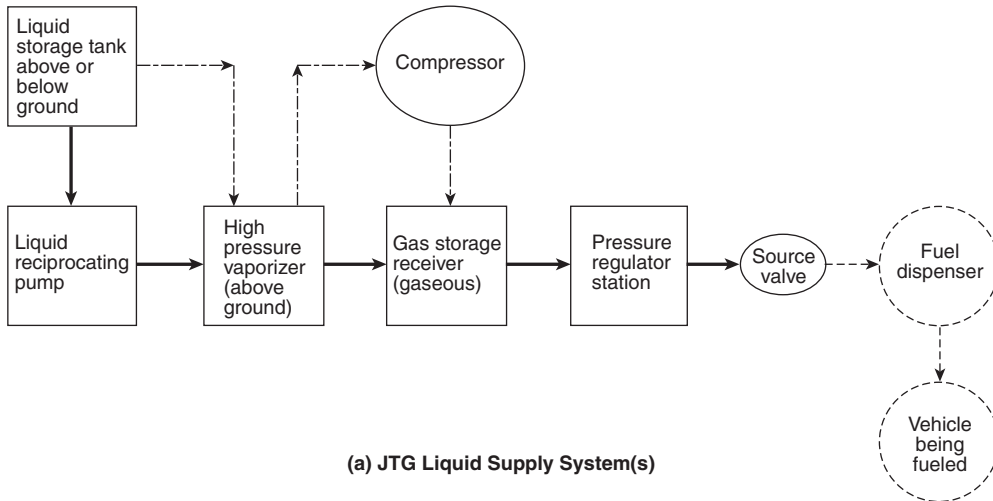 Liquid
storage tank
above or
below
ground
Compressor
Liquid
reciprocating
pump
High
pressure
vaporizer
(above
ground)
Gas storage
receiver
(gaseous)
Pressure
regulator
station
Source
valve
Fuel
dispenser
Vehicle
being
fueled
(a) JTG Liquid Supply System(s)